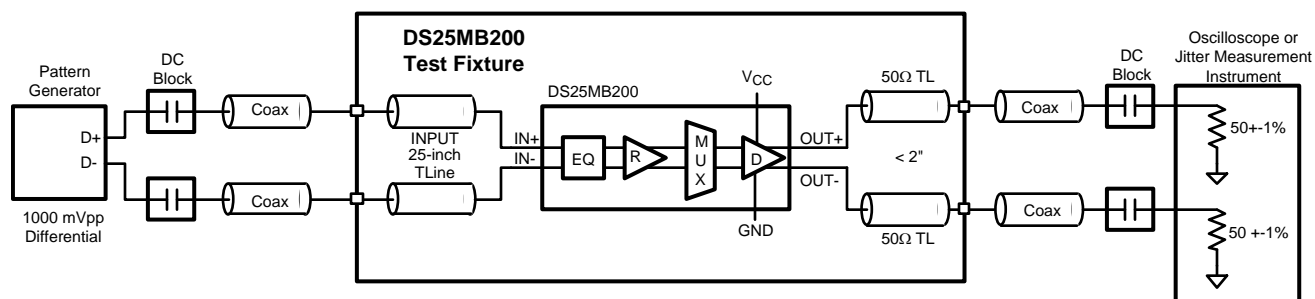 Pattern
Generator
D+
D-
1000 mVpp
Differential
DC
Block
Coax
Coax
DS25MB200
Test Fixture
INPUT
25-inch
TLine
DS25MB200
IN+
IN-
EQ
R
M
U
X
D
VCC
GND
OUT+
OUT-
50Ω TL
< 2"
50Ω TL
Coax
Coax
DC
Block
Oscilloscope or
Jitter Measurement
Instrument
50+-1%
50 +-1%